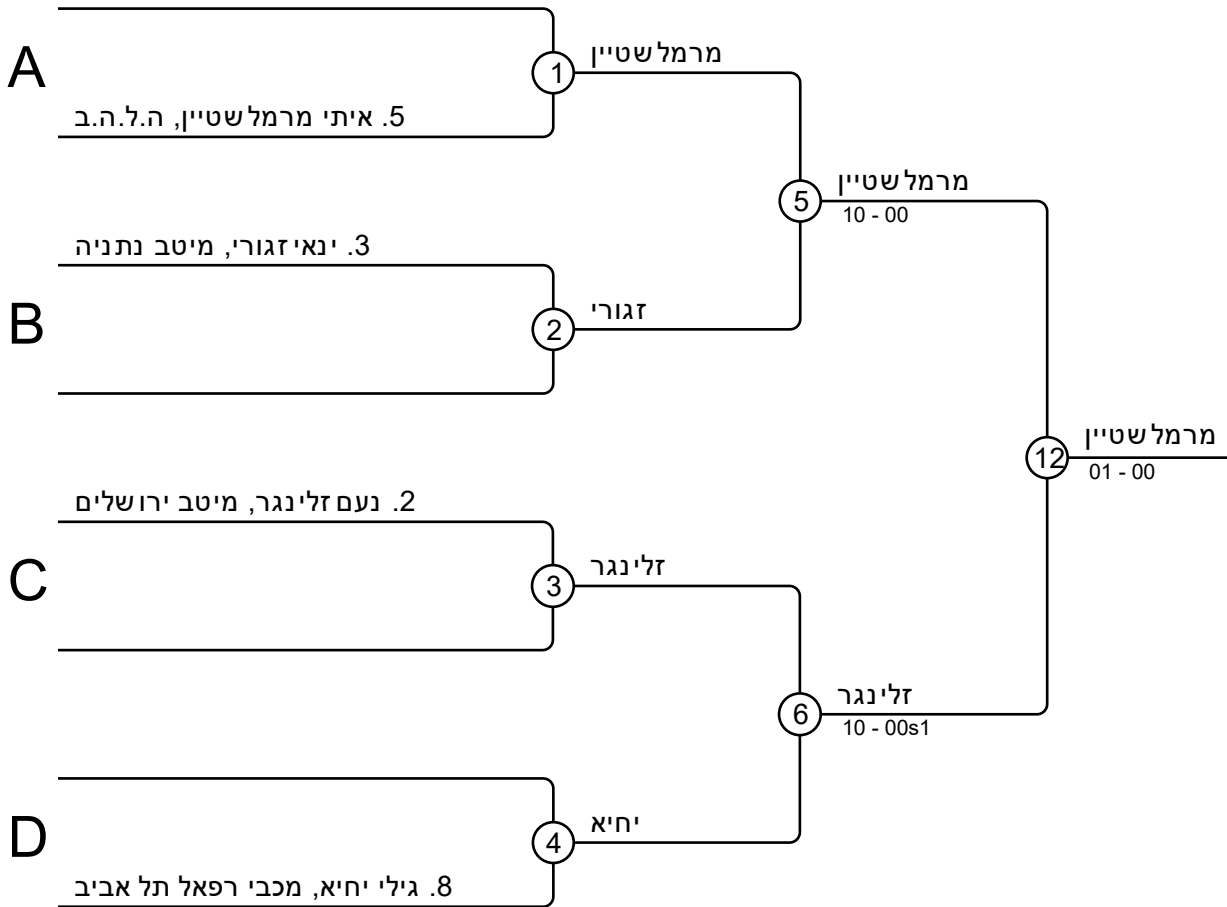 A
1
מרמלשטיין
5. איתי מרמלשטיין, ה.ל.ה.ב
5
מרמלשטיין
10 - 00
3. ינאי זגורי, מיטב נתניה
B
2
זגורי
12
מרמלשטיין
01 - 00
2. נעם זלינגר, מיטב ירושלים
C
3
זלינגר
6
זלינגר
10 - 00s1
D
4
יחיא
8. גילי יחיא, מכבי רפאל תל אביב